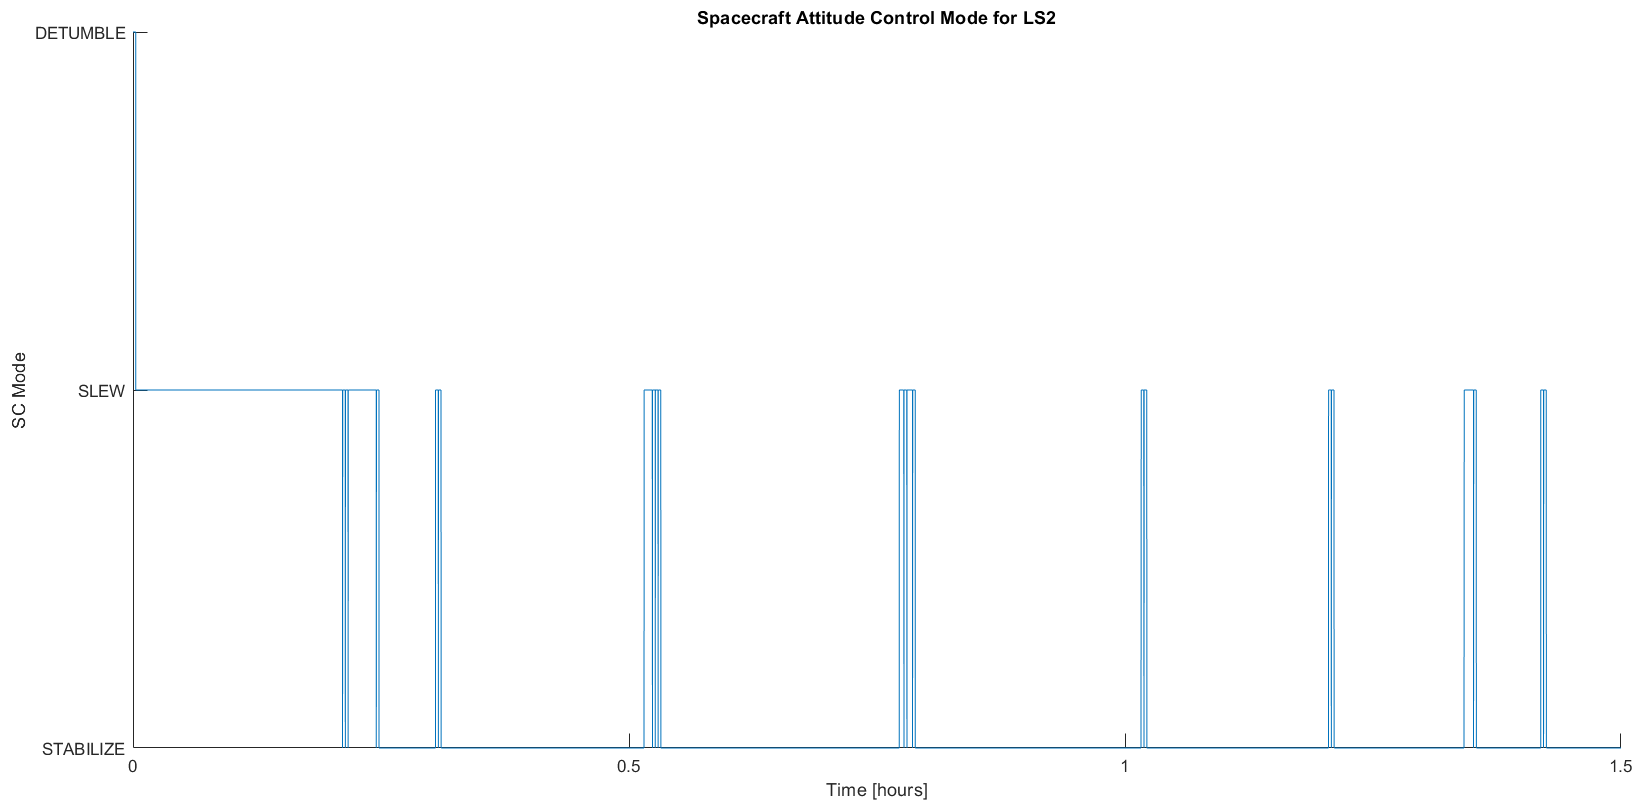 Spacecraft Attitude Control Mode for LS2
DETUMBLE
SLEW
STABILIZE
SC Mode
0
0.5
1
1.5
Time [hours]